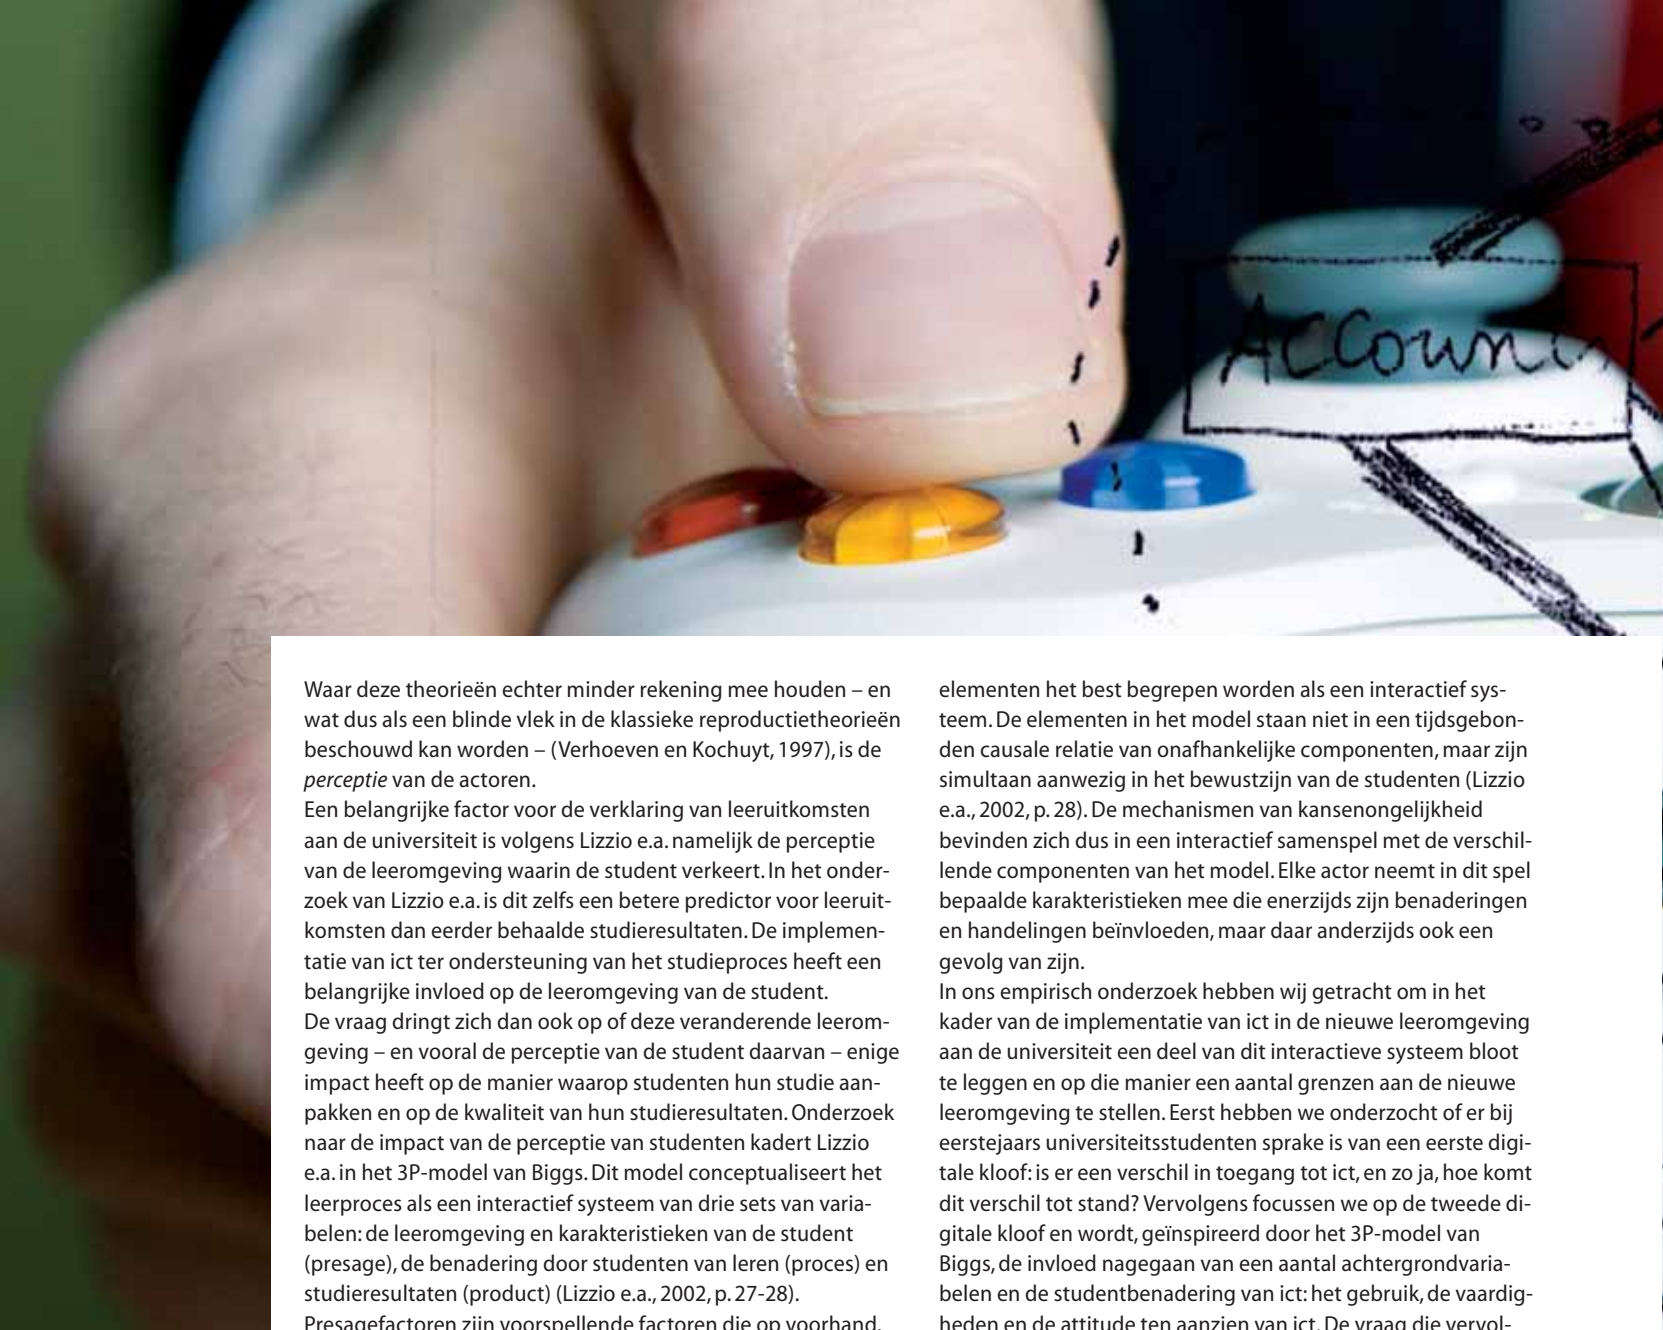 Accoun
Waar deze theorieën echter minder rekening mee houden – en
wat dus als een blinde vlek in de klassieke reproductietheorieën
beschouwd kan worden – (Verhoeven en Kochuyt, 1997), is de
perceptie van de actoren.
Een belangrijke factor voor de verklaring van leeruitkomsten
aan de universiteit is volgens Lizzio e.a. namelijk de perceptie
van de leeromgeving waarin de student verkeert. In het onder-
zoek van Lizzio e.a. is dit zelfs een betere predictor voor leeruit-
komsten dan eerder behaalde studieresultaten. De implemen-
tatie van ict ter ondersteuning van het studieproces heeft een
belangrijke invloed op de leeromgeving van de student.
De vraag dringt zich dan ook op of deze veranderende leerom-
geving – en vooral de perceptie van de student daarvan – enige
impact heeft op de manier waarop studenten hun studie aan-
pakken en op de kwaliteit van hun studieresultaten. Onderzoek
naar de impact van de perceptie van studenten kadert Lizzio
e.a. in het 3P-model van Biggs. Dit model conceptualiseert het
leerproces als een interactief systeem van drie sets van varia-
belen: de leeromgeving en karakteristieken van de student
(presage), de benadering door studenten van leren (proces) en
studieresultaten (product) (Lizzio e.a., 2002, p. 27-28).
Presagefactoren zijn voorspellende factoren die op voorhand,
elementen het best begrepen worden als een interactief sys-
teem. De elementen in het model staan niet in een tijdsgebon-
den causale relatie van onafhankelijke componenten, maar zijn
simultaan aanwezig in het bewustzijn van de studenten (Lizzio
e.a., 2002, p. 28). De mechanismen van kansenongelijkheid
bevinden zich dus in een interactief samenspel met de verschil-
lende componenten van het model. Elke actor neemt in dit spel
bepaalde karakteristieken mee die enerzijds zijn benaderingen
en handelingen beïnvloeden, maar daar anderzijds ook een
gevolg van zijn.
In ons empirisch onderzoek hebben wij getracht om in het
kader van de implementatie van ict in de nieuwe leeromgeving
aan de universiteit een deel van dit interactieve systeem bloot
te leggen en op die manier een aantal grenzen aan de nieuwe
leeromgeving te stellen. Eerst hebben we onderzocht of er bij
eerstejaars universiteitsstudenten sprake is van een eerste digi-
tale kloof: is er een verschil in toegang tot ict, en zo ja, hoe komt
dit verschil tot stand? Vervolgens focussen we op de tweede di-
gitale kloof en wordt, geïnspireerd door het 3P-model van
Biggs, de invloed nagegaan van een aantal achtergrondvaria-
belen en de studentbenadering van ict: het gebruik, de vaardig-
heden en de attitude ten aanzien van ict. De vraag die vervol-